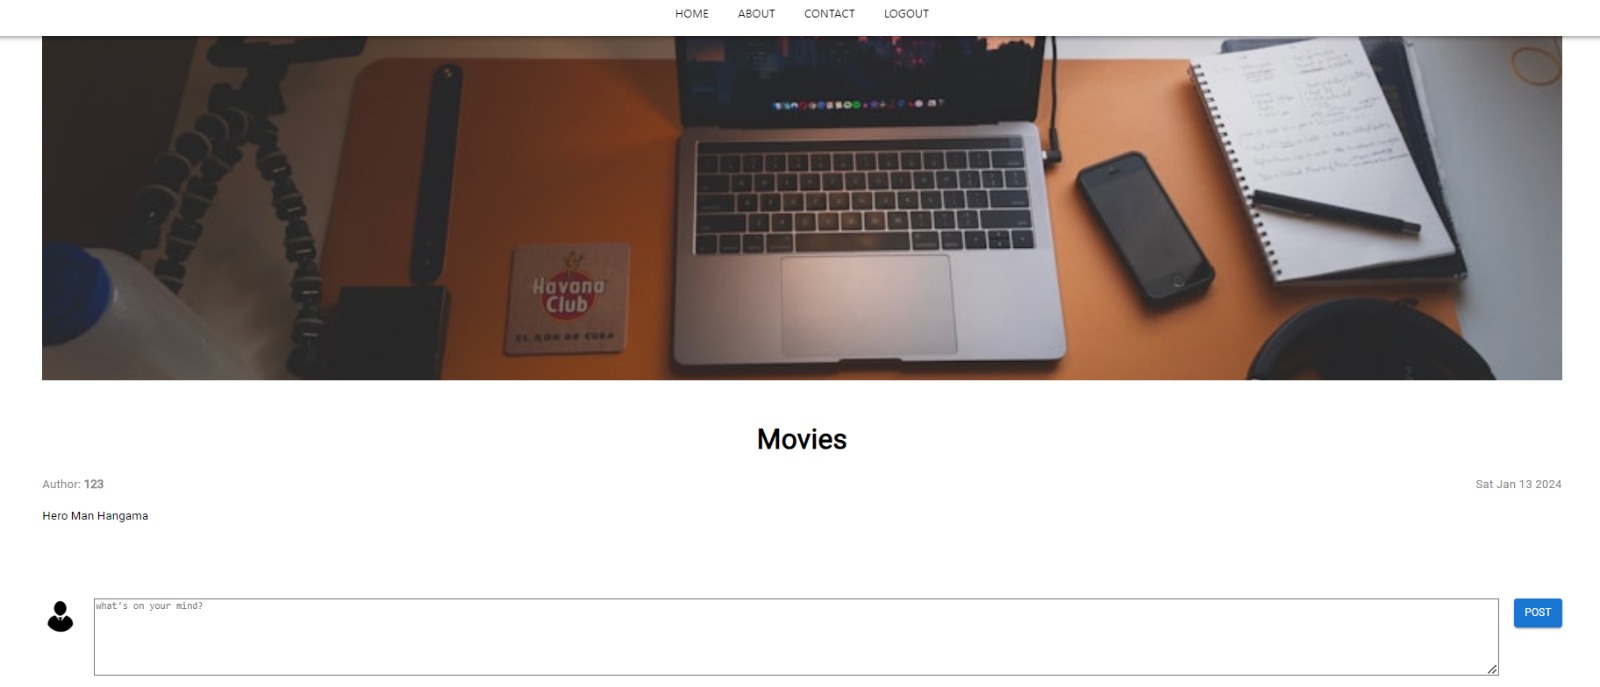 HOME ABOUT CONTACT LOGOUT
Havana
Club
EL RON DE CUBA
Movies
Author: 123
Sat Jan 13 2024
Hero Man Hangama
what's on your mind?
POST